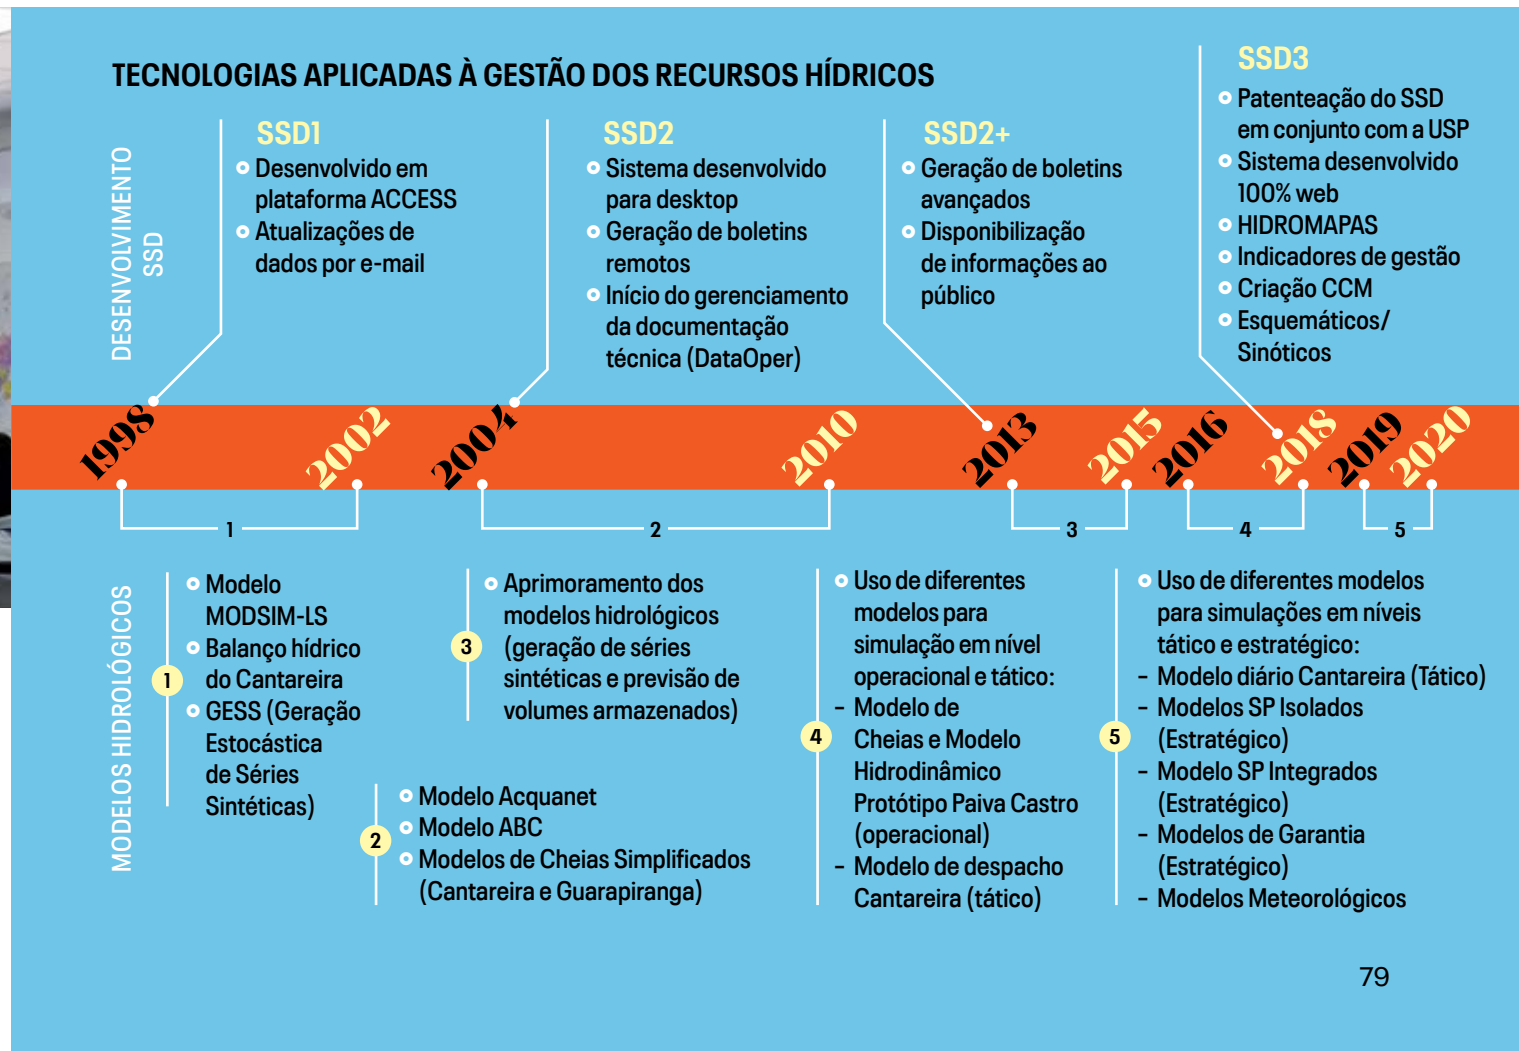 TECNOLOGIAS APLICADAS À GESTÃO DOS RECURSOS HÍDRICOS
DESENVOLVIMENTO
SSD
SSD1
Desenvolvido em
plataforma ACCESS
Atualizações de
dados por e-mail
SSD2
Sistema desenvolvido
para desktop
Geração de boletins
remotos
Início do gerenciamento
da documentação
técnica (DataOper)
SSD2+
Geração de boletins
avançados
Disponibilização
de informações ao
público
SSD3
Patenteação do SSD
em conjunto com a USP
Sistema desenvolvido
100% web
HIDROMAPAS
Indicadores de gestão
Criação CCM
Esquemáticos/
Sinóticos
1998
2002
2004
2010
2013
2015
2016
2018
2019
2020
1
2
3
4
5
MODELOS HIDROLÓGICOS
1
Modelo
MODSIM-LS
Balanço hídrico
do Cantareira
GESS (Geração
Estocástica
de Séries
Sintéticas)
2
Modelo Acquanet
Modelo ABC
Modelos de Cheias Simplificados
(Cantareira e Guarapiranga)
3
Aprimoramento dos
modelos hidrológicos
(geração de séries
sintéticas e previsão de
volumes armazenados)
4
Uso de diferentes
modelos para
simulação em nível
operacional e tático:
– Modelo de
Cheias e Modelo
Hidrodinâmico
Protótipo Paiva Castro
(operacional)
– Modelo de despacho
Cantareira (tático)
5
Uso de diferentes modelos
para simulações em níveis
tático e estratégico:
– Modelo diário Cantareira (Tático)
– Modelos SP Isolados
(Estratégico)
– Modelo SP Integrados
(Estratégico)
– Modelos de Garantia
(Estratégico)
– Modelos Meteorológicos
79